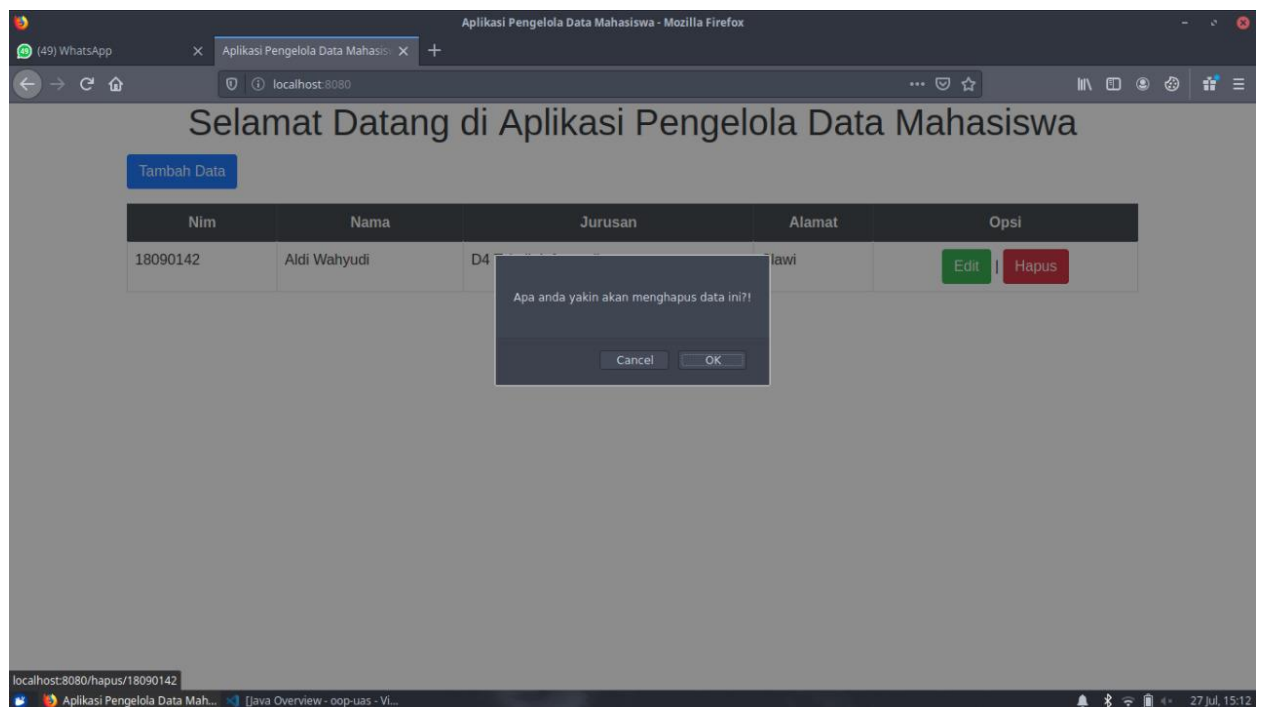 Aplikasi Pengelola Data Mahasiswa - Mozilla Firefox
(49) WhatsApp
Aplikasi Pengelola Data Mahasis
localhost:8080
Selamat Datang di Aplikasi Pengelola Data Mahasiswa
Tambah Data
Nim Nama Jurusan Alamat Opsi
18090142 Aldi Wahyudi D4 Edit | Hapus
Apa anda yakin akan menghapus data ini?!
Cancel OK
localhost:8080/hapus/18090142
Aplikasi Pengelola Data Mah... [Java Overview - oop-uas - Vi... 27 Jul, 15:12